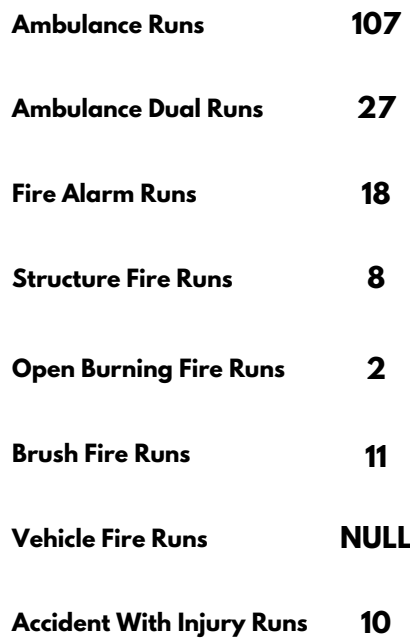 Ambulance Runs 107
Ambulance Dual Runs 27
Fire Alarm Runs 18
Structure Fire Runs 8
Open Burning Fire Runs 2
Brush Fire Runs 11
Vehicle Fire Runs NULL
Accident With Injury Runs 10